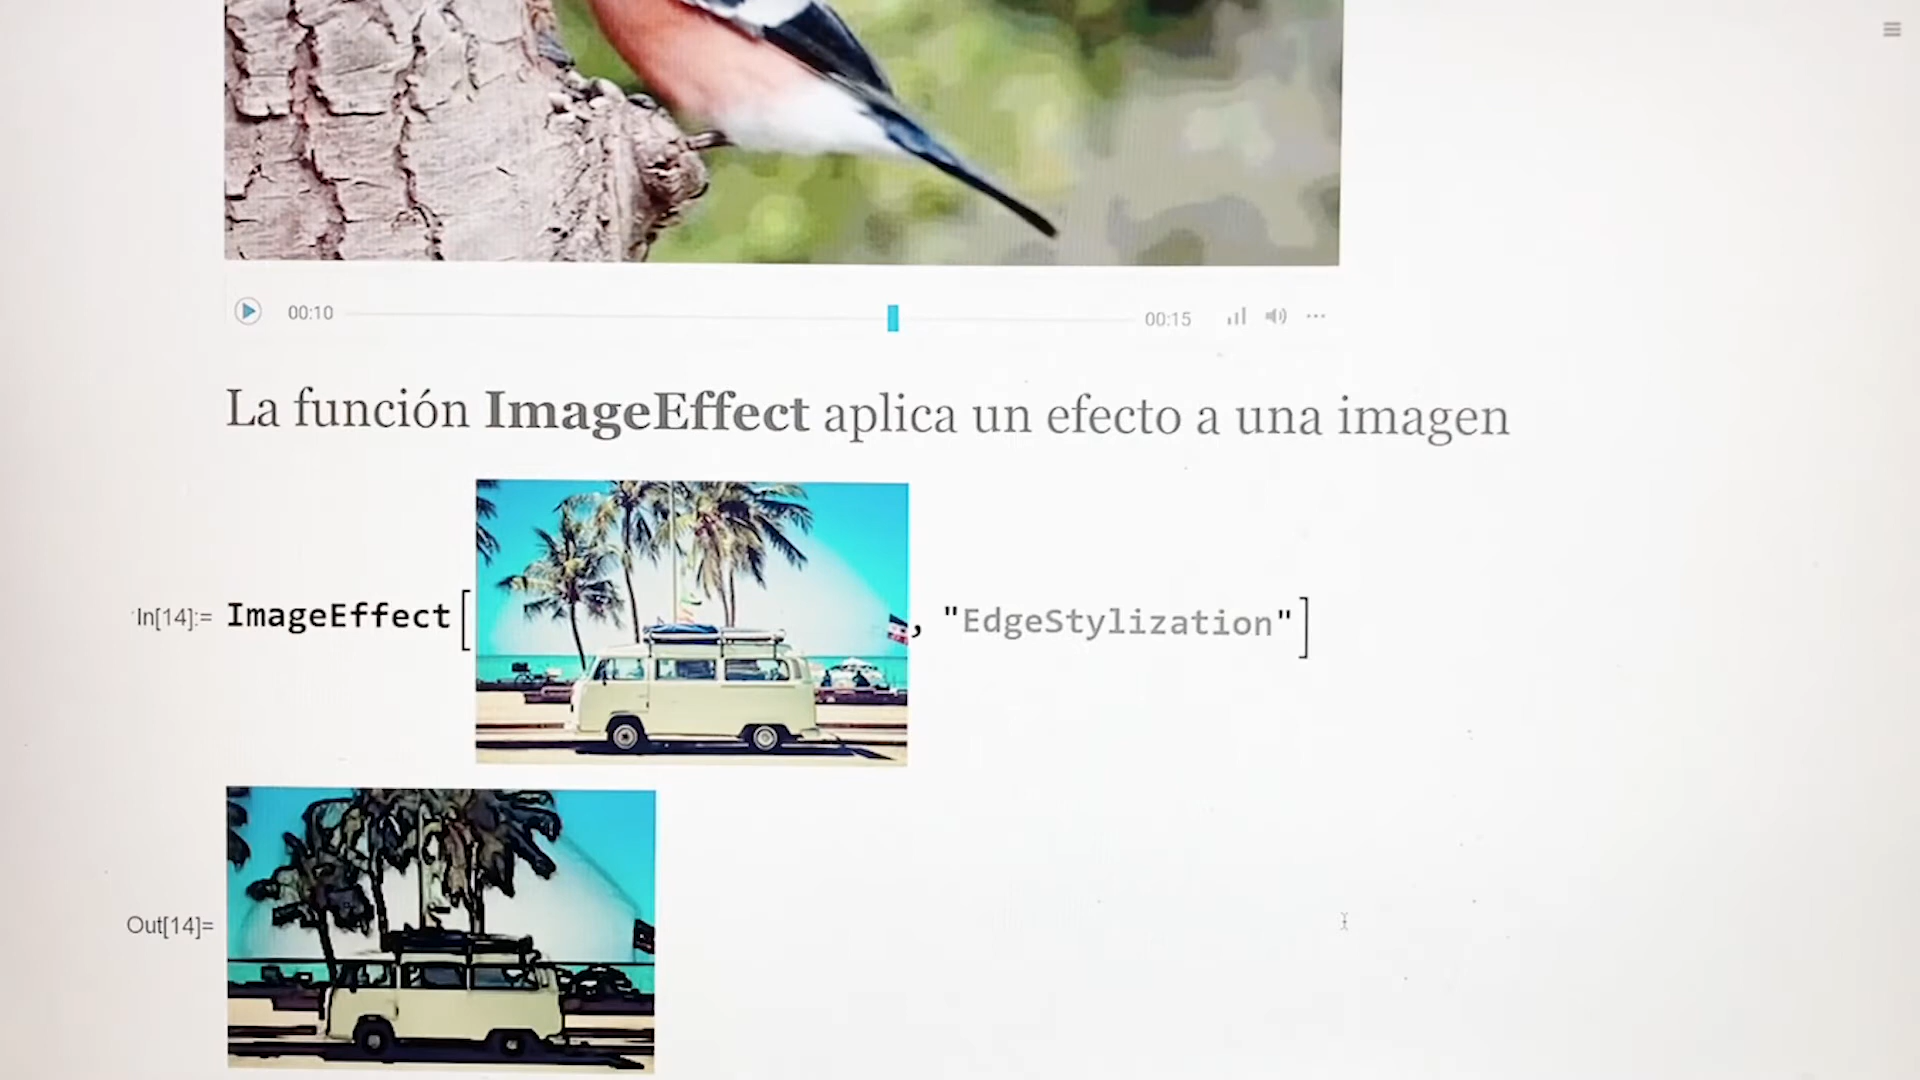 00:10
00:15
La función ImageEffect aplica un efecto a una imagen
In[14]:= ImageEffect[ , "EdgeStylization"]
Out[14]=